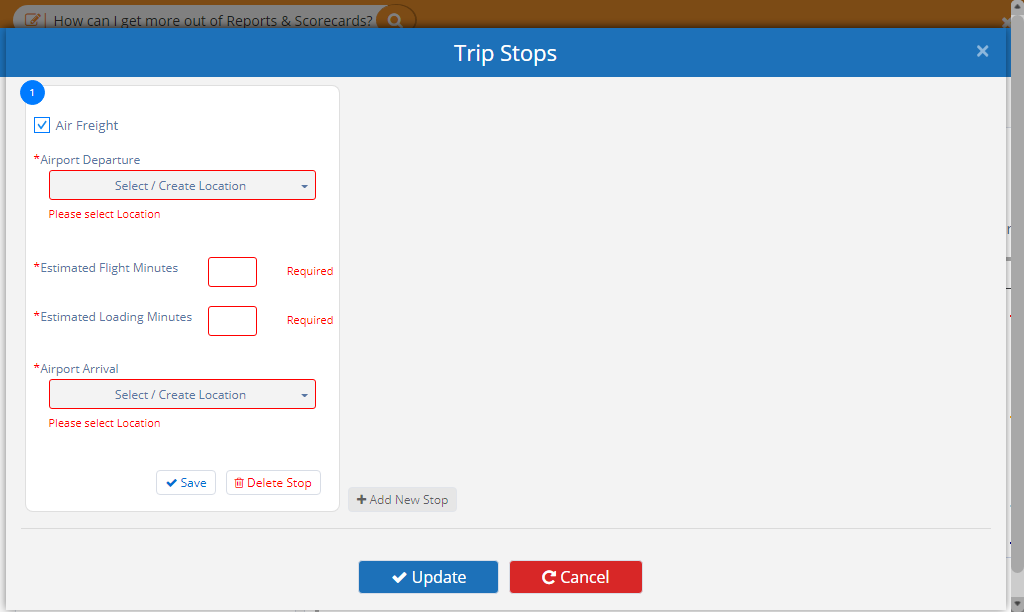 How can I get more out of Reports & Scorecards?
Trip Stops
×
1
Air Freight
*Airport Departure
Select / Create Location
Please select Location
*Estimated Flight Minutes
Required
*Estimated Loading Minutes
Required
*Airport Arrival
Select / Create Location
Please select Location
Save
Delete Stop
Add New Stop
Update
Cancel